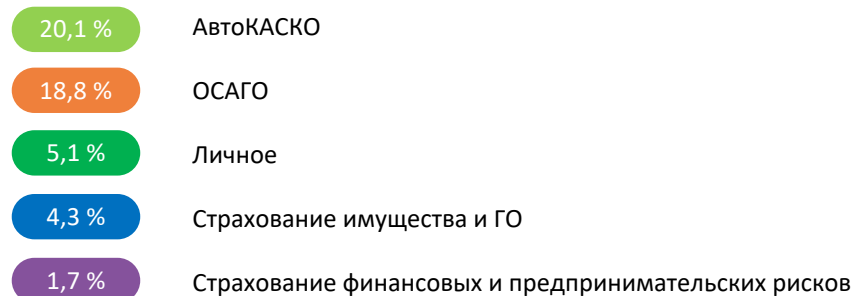 20,1 % АвтоКАСКО
18,8 % ОСАГО
5,1 % Личное
4,3 % Страхование имущества и ГО
1,7 % Страхование финансовых и предпринимательских рисков